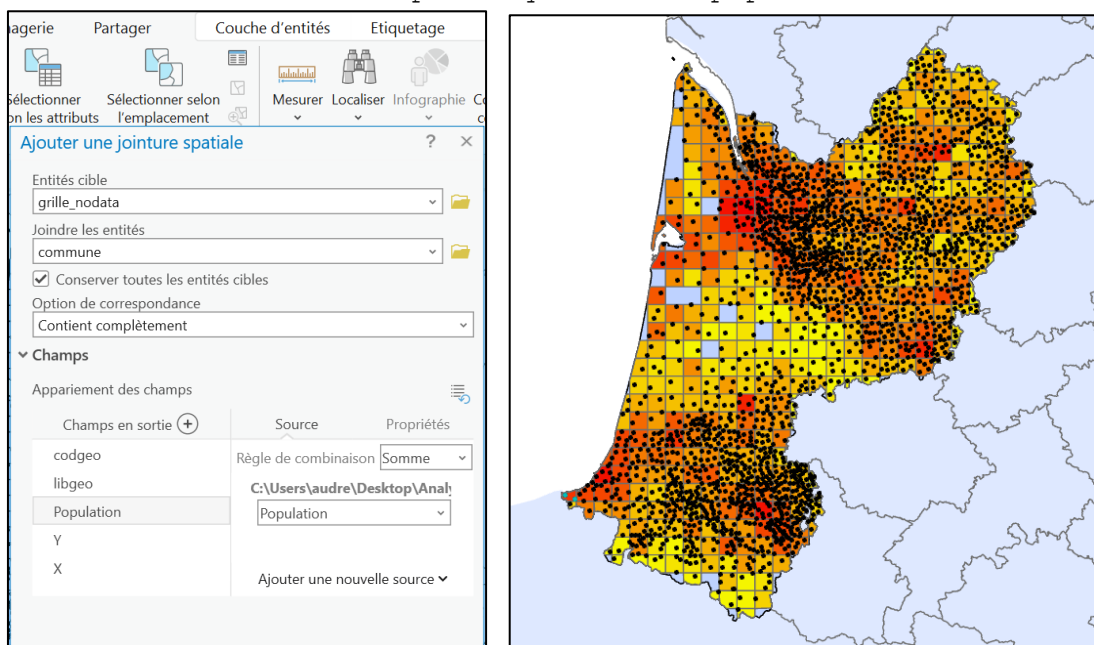 nagerie Partager Couche d'entités Etiquetage
Sélectionner Sélectionner selon Mesurer Localiser Infographie
on les attributs l'emplacement
Ajouter une jointure spatiale ? ×
Entités cible
grille_nodata
Joindre les entités
commune
Conserver toutes les entités cibles
Option de correspondance
Contient complètement
Champs
Appariement des champs
Champs en sortie Source Propriétés
codgeo Règle de combinaison Somme
libgeo C:\Users\audre\Desktop\Analy
Population Population
Y
X Ajouter une nouvelle source